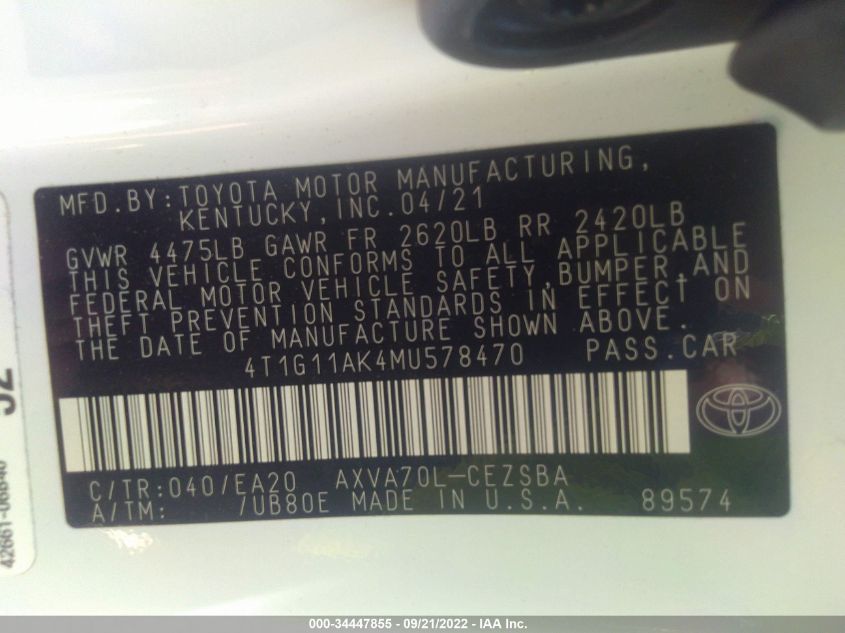 MFD.BY:TOYOTA MOTOR MANUFACTURING,
KENTUCKY,INC.04/21
GVWR 4475LB GAWR FR 2620LB RR 2420LB
THIS VEHICLE CONFORMS TO ALL APPLICABLE
FEDERAL MOTOR VEHICLE SAFETY,BUMPER,AND
THEFT PREVENTION STANDARDS IN EFFECT ON
THE DATE OF MANUFACTURE SHOWN ABOVE.
4T1G11AK4MU578470 PASS.CAR
C/TR:040/EA20 AXVA70L-CEZSBA
A/TM: /UB80E MADE IN U.S.A. 89574
000-34447855 - 09/21/2022 - IAA Inc.